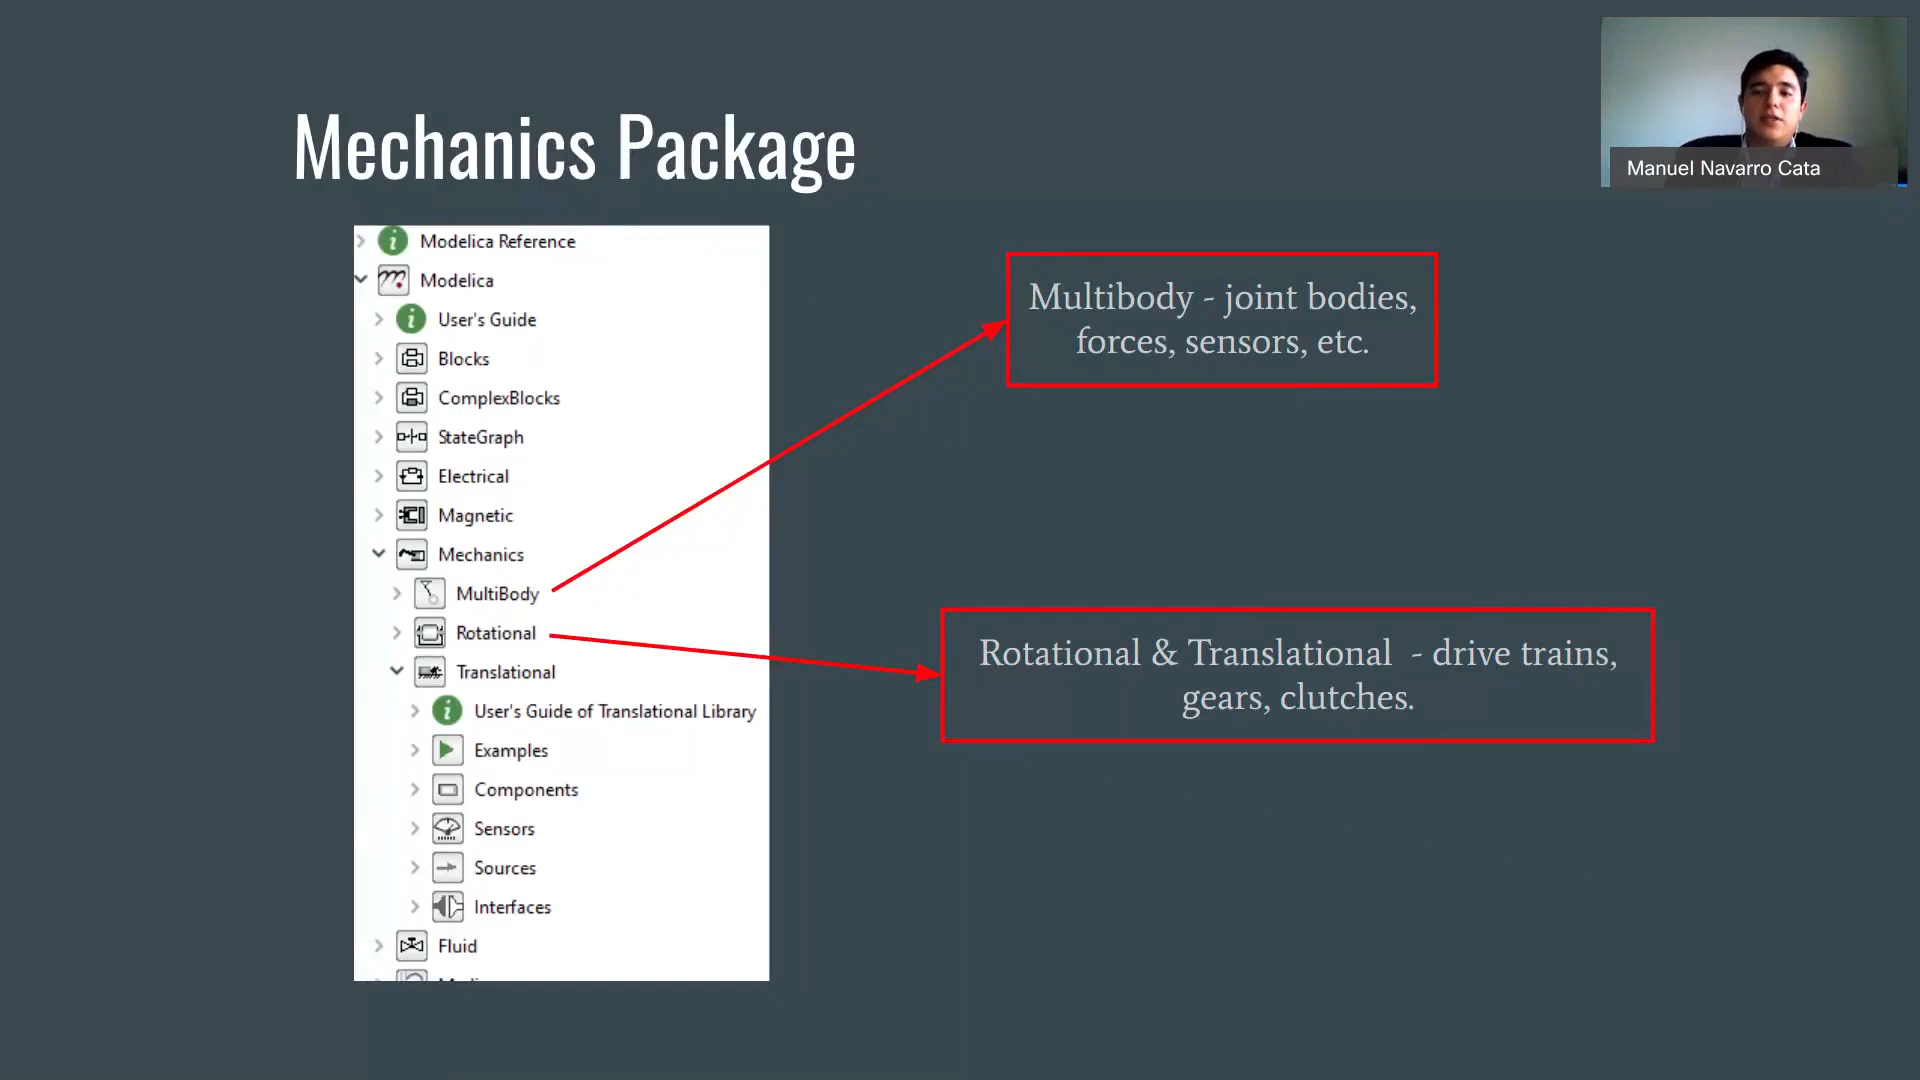 Mechanics Package
Manuel Navarro Cata
Modelica Reference
Modelica
User's Guide
Blocks
ComplexBlocks
StateGraph
Electrical
Magnetic
Mechanics
MultiBody
Rotational
Translational
User's Guide of Translational Library
Examples
Components
Sensors
Sources
Interfaces
Fluid
Multibody - joint bodies,
forces, sensors, etc.
Rotational & Translational - drive trains,
gears, clutches.